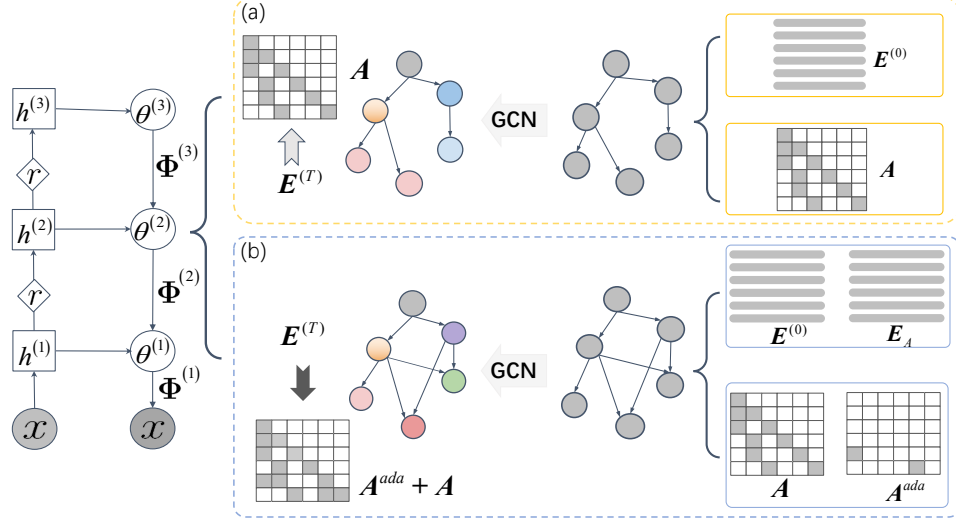 (a)
A
E^(T)
GCN
E^(0)
A
h^(3)
θ^(3)
Φ^(3)
r
h^(2)
θ^(2)
Φ^(2)
r
h^(1)
θ^(1)
Φ^(1)
x
x
(b)
E^(T)
A^ada + A
GCN
E^(0)
E_A
A
A^ada